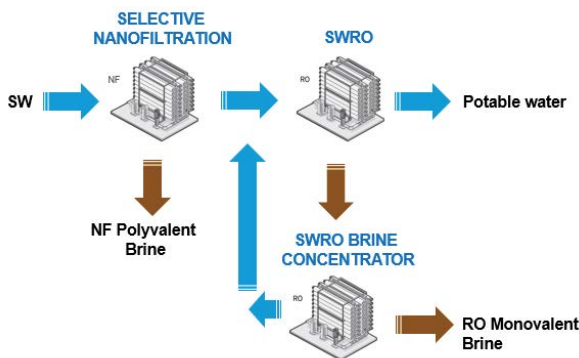 SELECTIVE
NANOFILTRATION
SWRO
NF
RO
SW
Potable water
NF Polyvalent
Brine
SWRO BRINE
CONCENTRATOR
RO
RO Monovalent
Brine